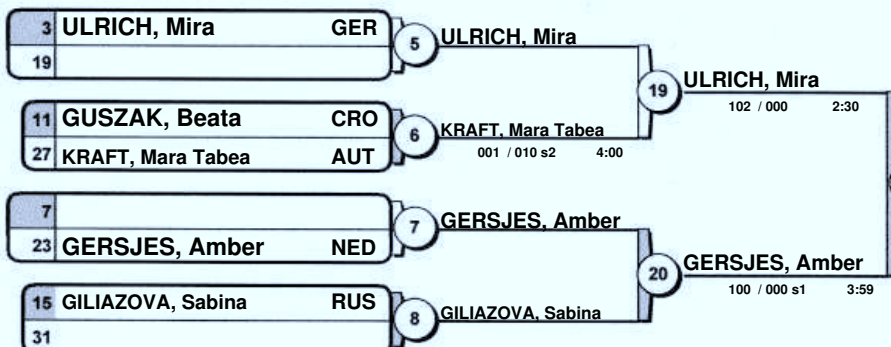 3 ULRICH, Mira GER
19
5
ULRICH, Mira
11 GUSZAK, Beata CRO
27 KRAFT, Mara Tabea AUT
6
KRAFT, Mara Tabea
001 / 010 s2 4:00
19
ULRICH, Mira
102 / 000 2:30
7
23 GERSJES, Amber NED
7
GERSJES, Amber
15 GILIAZOVA, Sabina RUS
31
8
GILIAZOVA, Sabina
20
GERSJES, Amber
100 / 000 s1 3:59